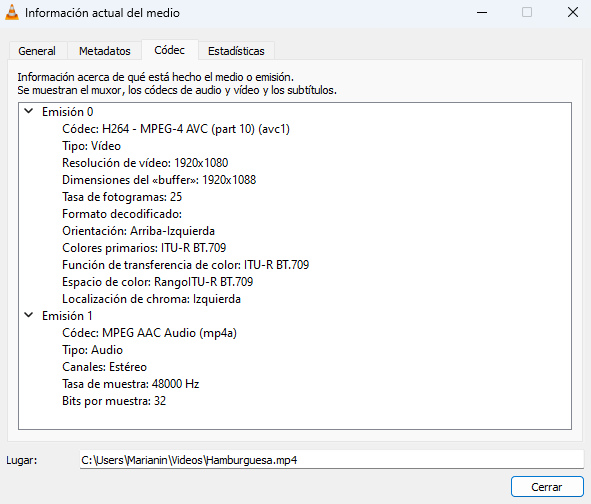 Información actual del medio
General
Metadatos
Códec
Estadísticas
Información acerca de qué está hecho el medio o emisión.
Se muestran el muxor, los códecs de audio y vídeo y los subtítulos.
Emisión 0
Códec: H264 - MPEG-4 AVC (part 10) (avc1)
Tipo: Vídeo
Resolución de vídeo: 1920x1080
Dimensiones del «buffer»: 1920x1088
Tasa de fotogramas: 25
Formato decodificado:
Orientación: Arriba-Izquierda
Colores primarios: ITU-R BT.709
Función de transferencia de color: ITU-R BT.709
Espacio de color: RangoITU-R BT.709
Localización de chroma: Izquierda
Emisión 1
Códec: MPEG AAC Audio (mp4a)
Tipo: Audio
Canales: Estéreo
Tasa de muestra: 48000 Hz
Bits por muestra: 32
Lugar: C:\Users\Marianin\Videos\Hamburguesa.mp4
Cerrar